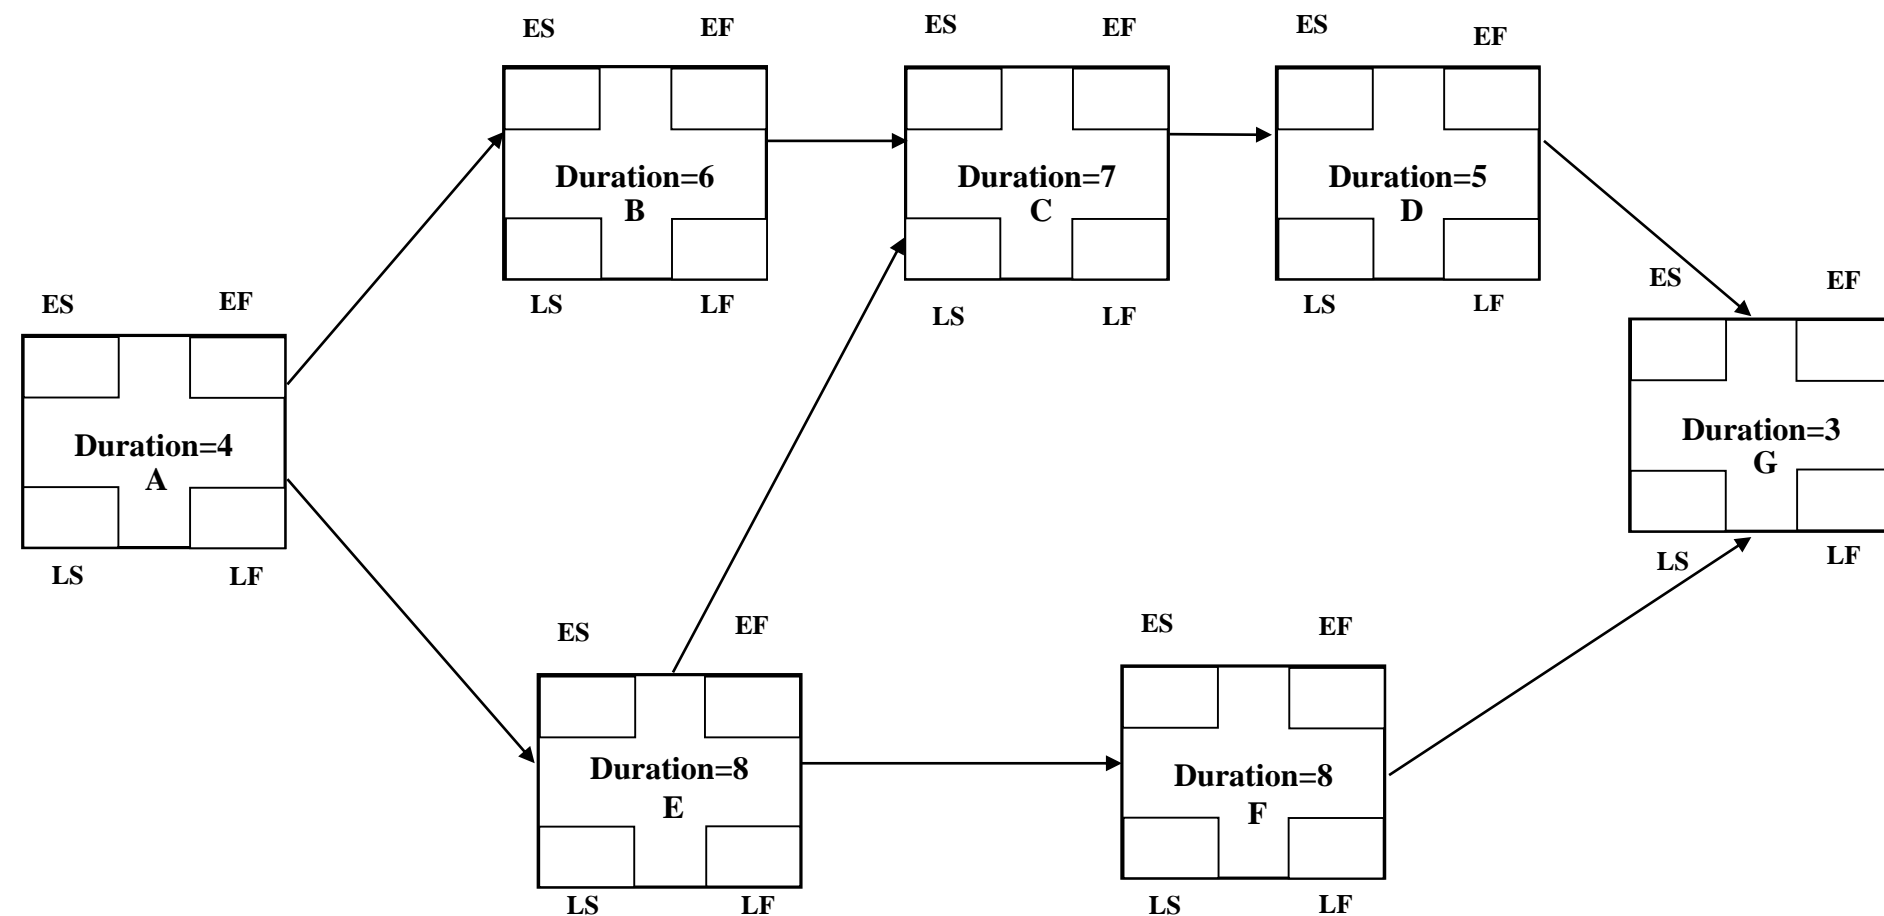 ES EF
Duration=6
B
LS LF
ES EF
Duration=7
C
LS LF
ES EF
Duration=5
D
LS LF
ES EF
Duration=4
A
LS LF
ES EF
Duration=3
G
LS LF
ES EF
Duration=8
E
LS LF
ES EF
Duration=8
F
LS LF